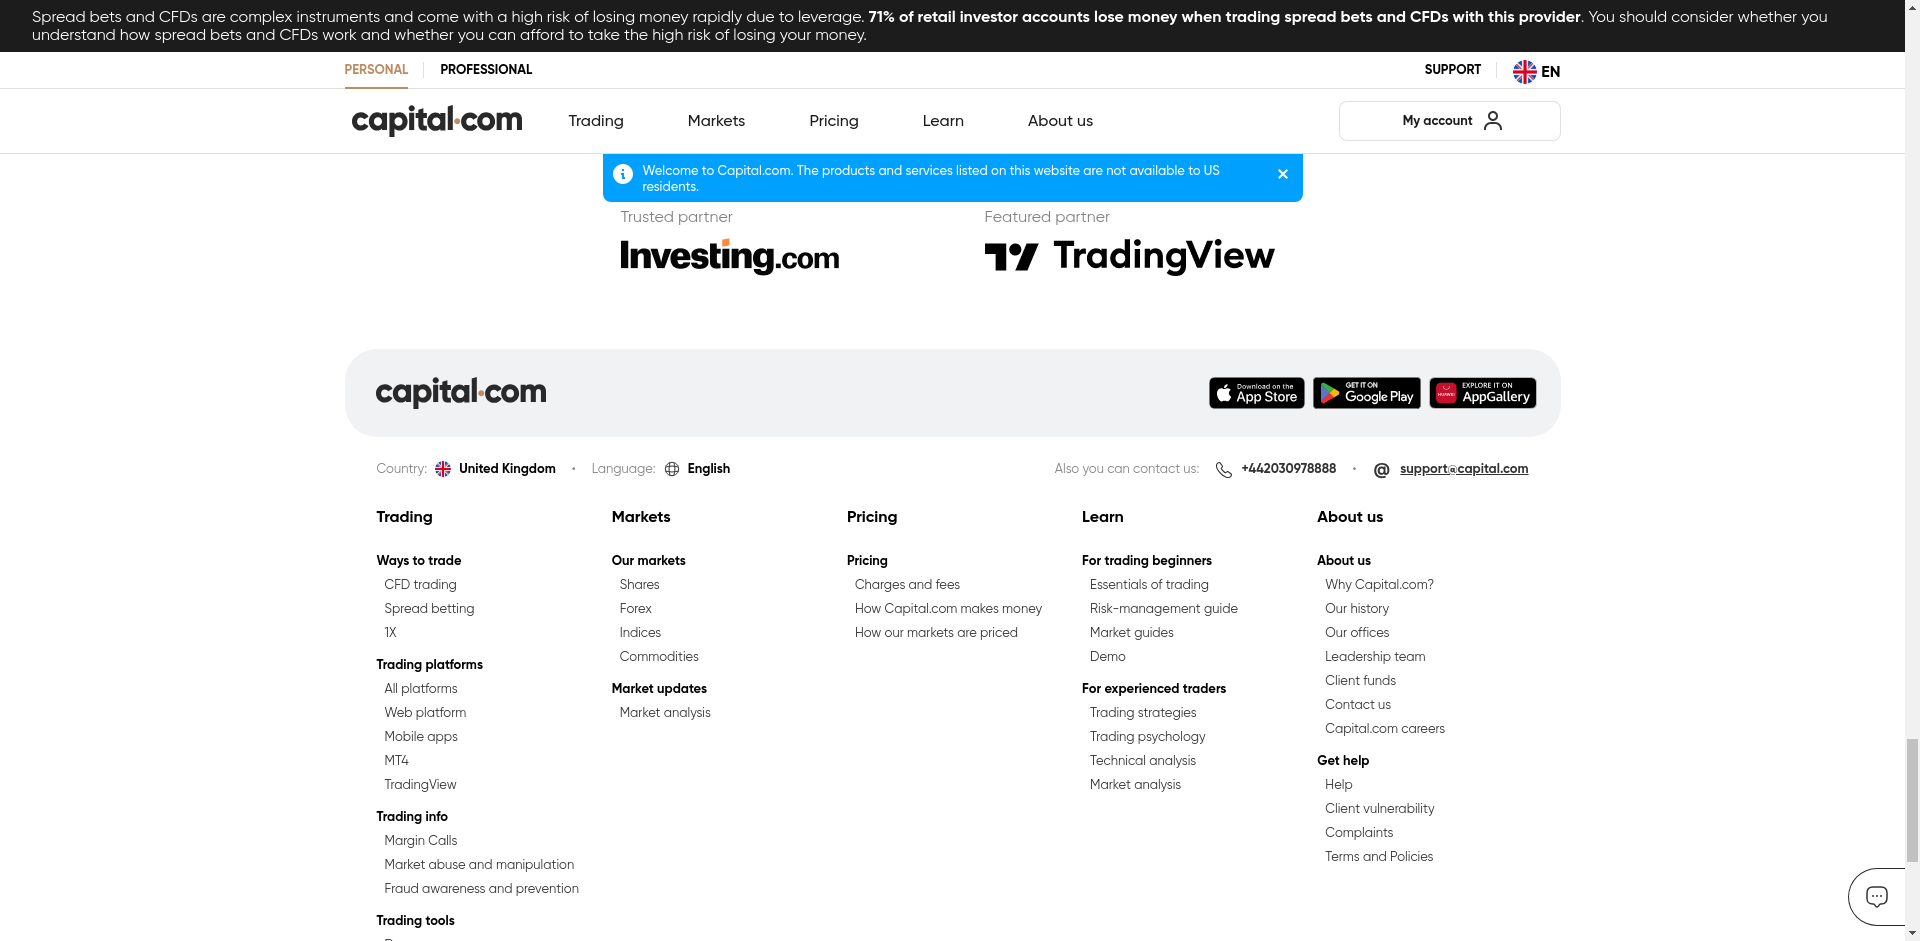 Spread bets and CFDs are complex instruments and come with a high risk of losing money rapidly due to leverage. 71% of retail investor accounts lose money when trading spread bets and CFDs with this provider. You should consider whether you
understand how spread bets and CFDs work and whether you can afford to take the high risk of losing your money.
PERSONAL PROFESSIONAL SUPPORT EN
capital.com Trading Markets Pricing Learn About us My account
Welcome to Capital.com. The products and services listed on this website are not available to US
residents.
Trusted partner Featured partner
Investing.com TradingView
capital.com
Download on the App Store
GET IT ON Google Play
EXPLORE IT ON AppGallery
HUAWEI
Country: United Kingdom • Language: English
Also you can contact us: +442030978888 • support@capital.com
Trading
Ways to trade
CFD trading
Spread betting
1X
Trading platforms
All platforms
Web platform
Mobile apps
MT4
TradingView
Trading info
Margin Calls
Market abuse and manipulation
Fraud awareness and prevention
Trading tools
Markets
Our markets
Shares
Forex
Indices
Commodities
Market updates
Market analysis
Pricing
Pricing
Charges and fees
How Capital.com makes money
How our markets are priced
Learn
For trading beginners
Essentials of trading
Risk-management guide
Market guides
Demo
For experienced traders
Trading strategies
Trading psychology
Technical analysis
Market analysis
About us
About us
Why Capital.com?
Our history
Our offices
Leadership team
Client funds
Contact us
Capital.com careers
Get help
Help
Client vulnerability
Complaints
Terms and Policies